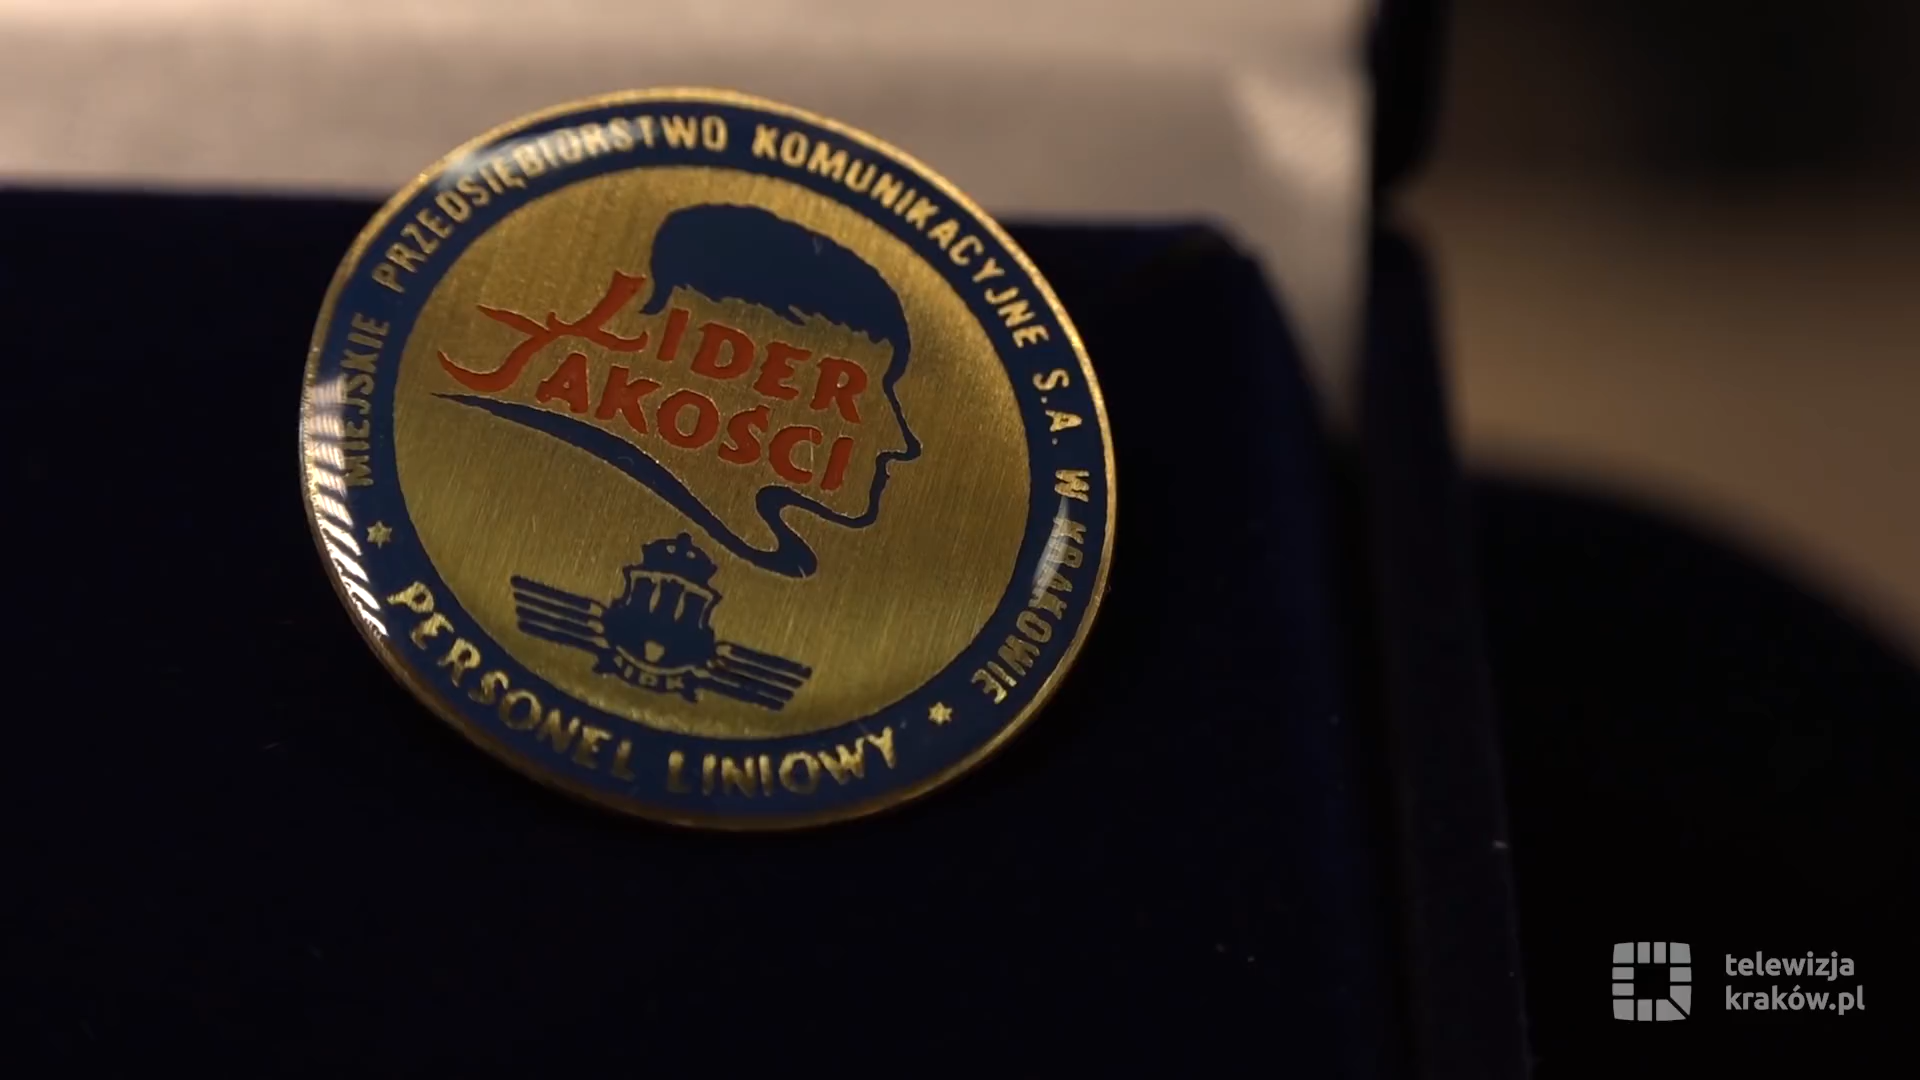 MIEJSKIE PRZEDSIĘBIORSTWO KOMUNIKACYJNE S.A. W KRAKOWIE
LIDER
JAKOŚCI
PERSONEL LINIOWY
telewizja
kraków.pl